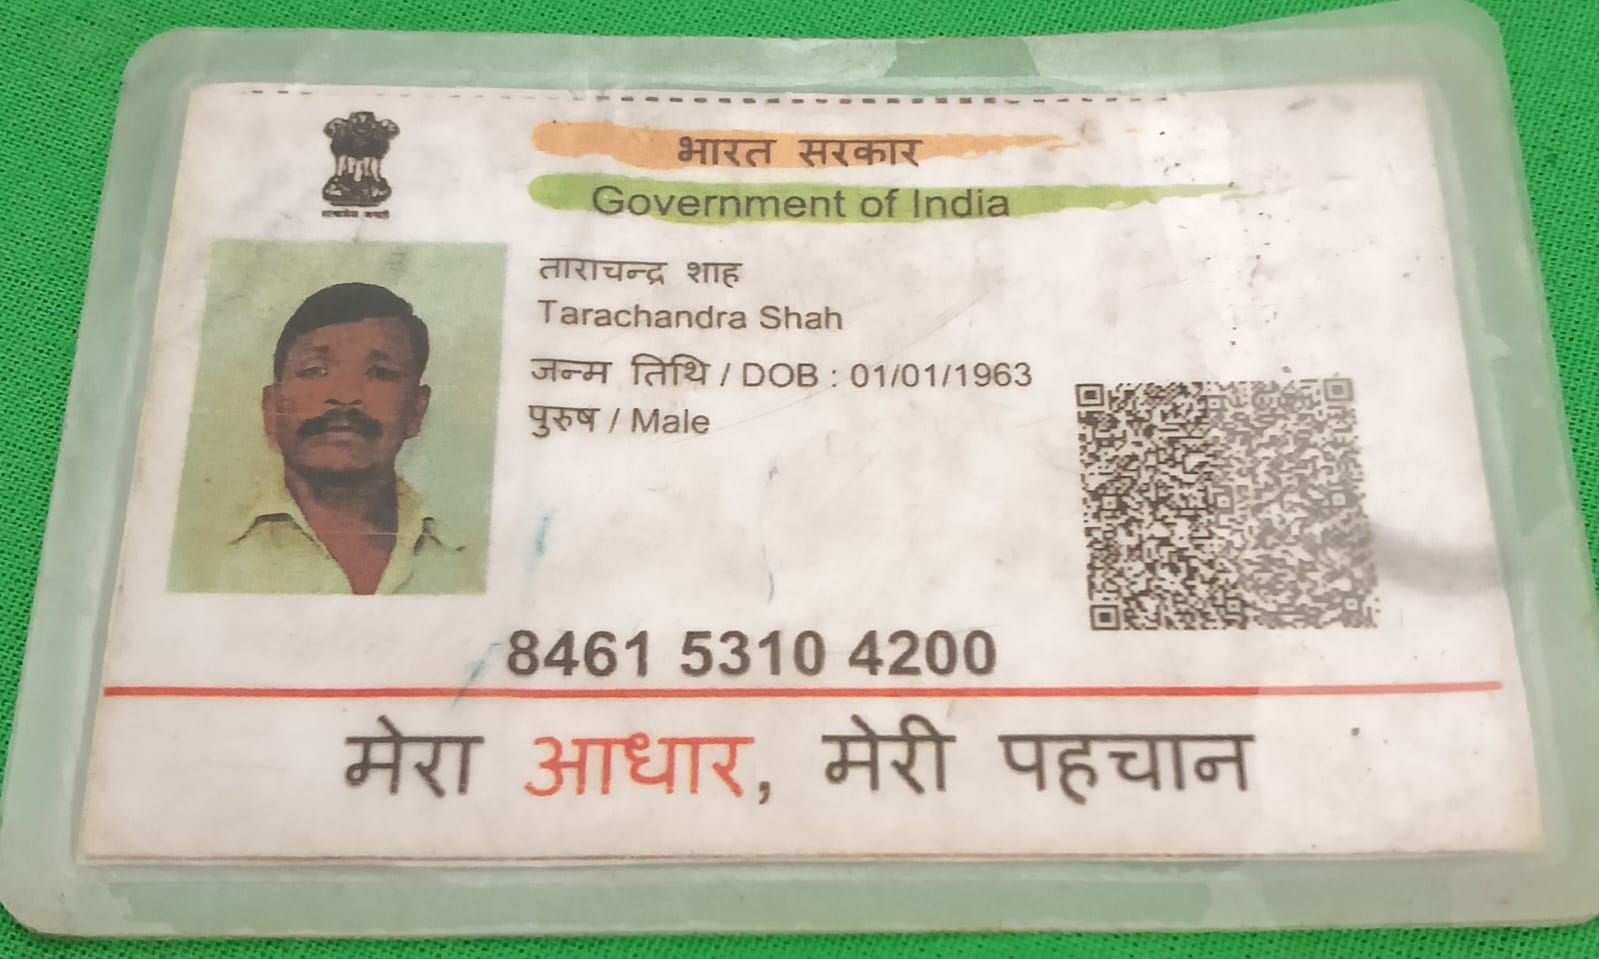 भारत सरकार
Government of India
ताराचन्द्र शाह
Tarachandra Shah
जन्म तिथि / DOB : 01/01/1963
पुरुष / Male
8461 5310 4200
मेरा आधार, मेरी पहचान